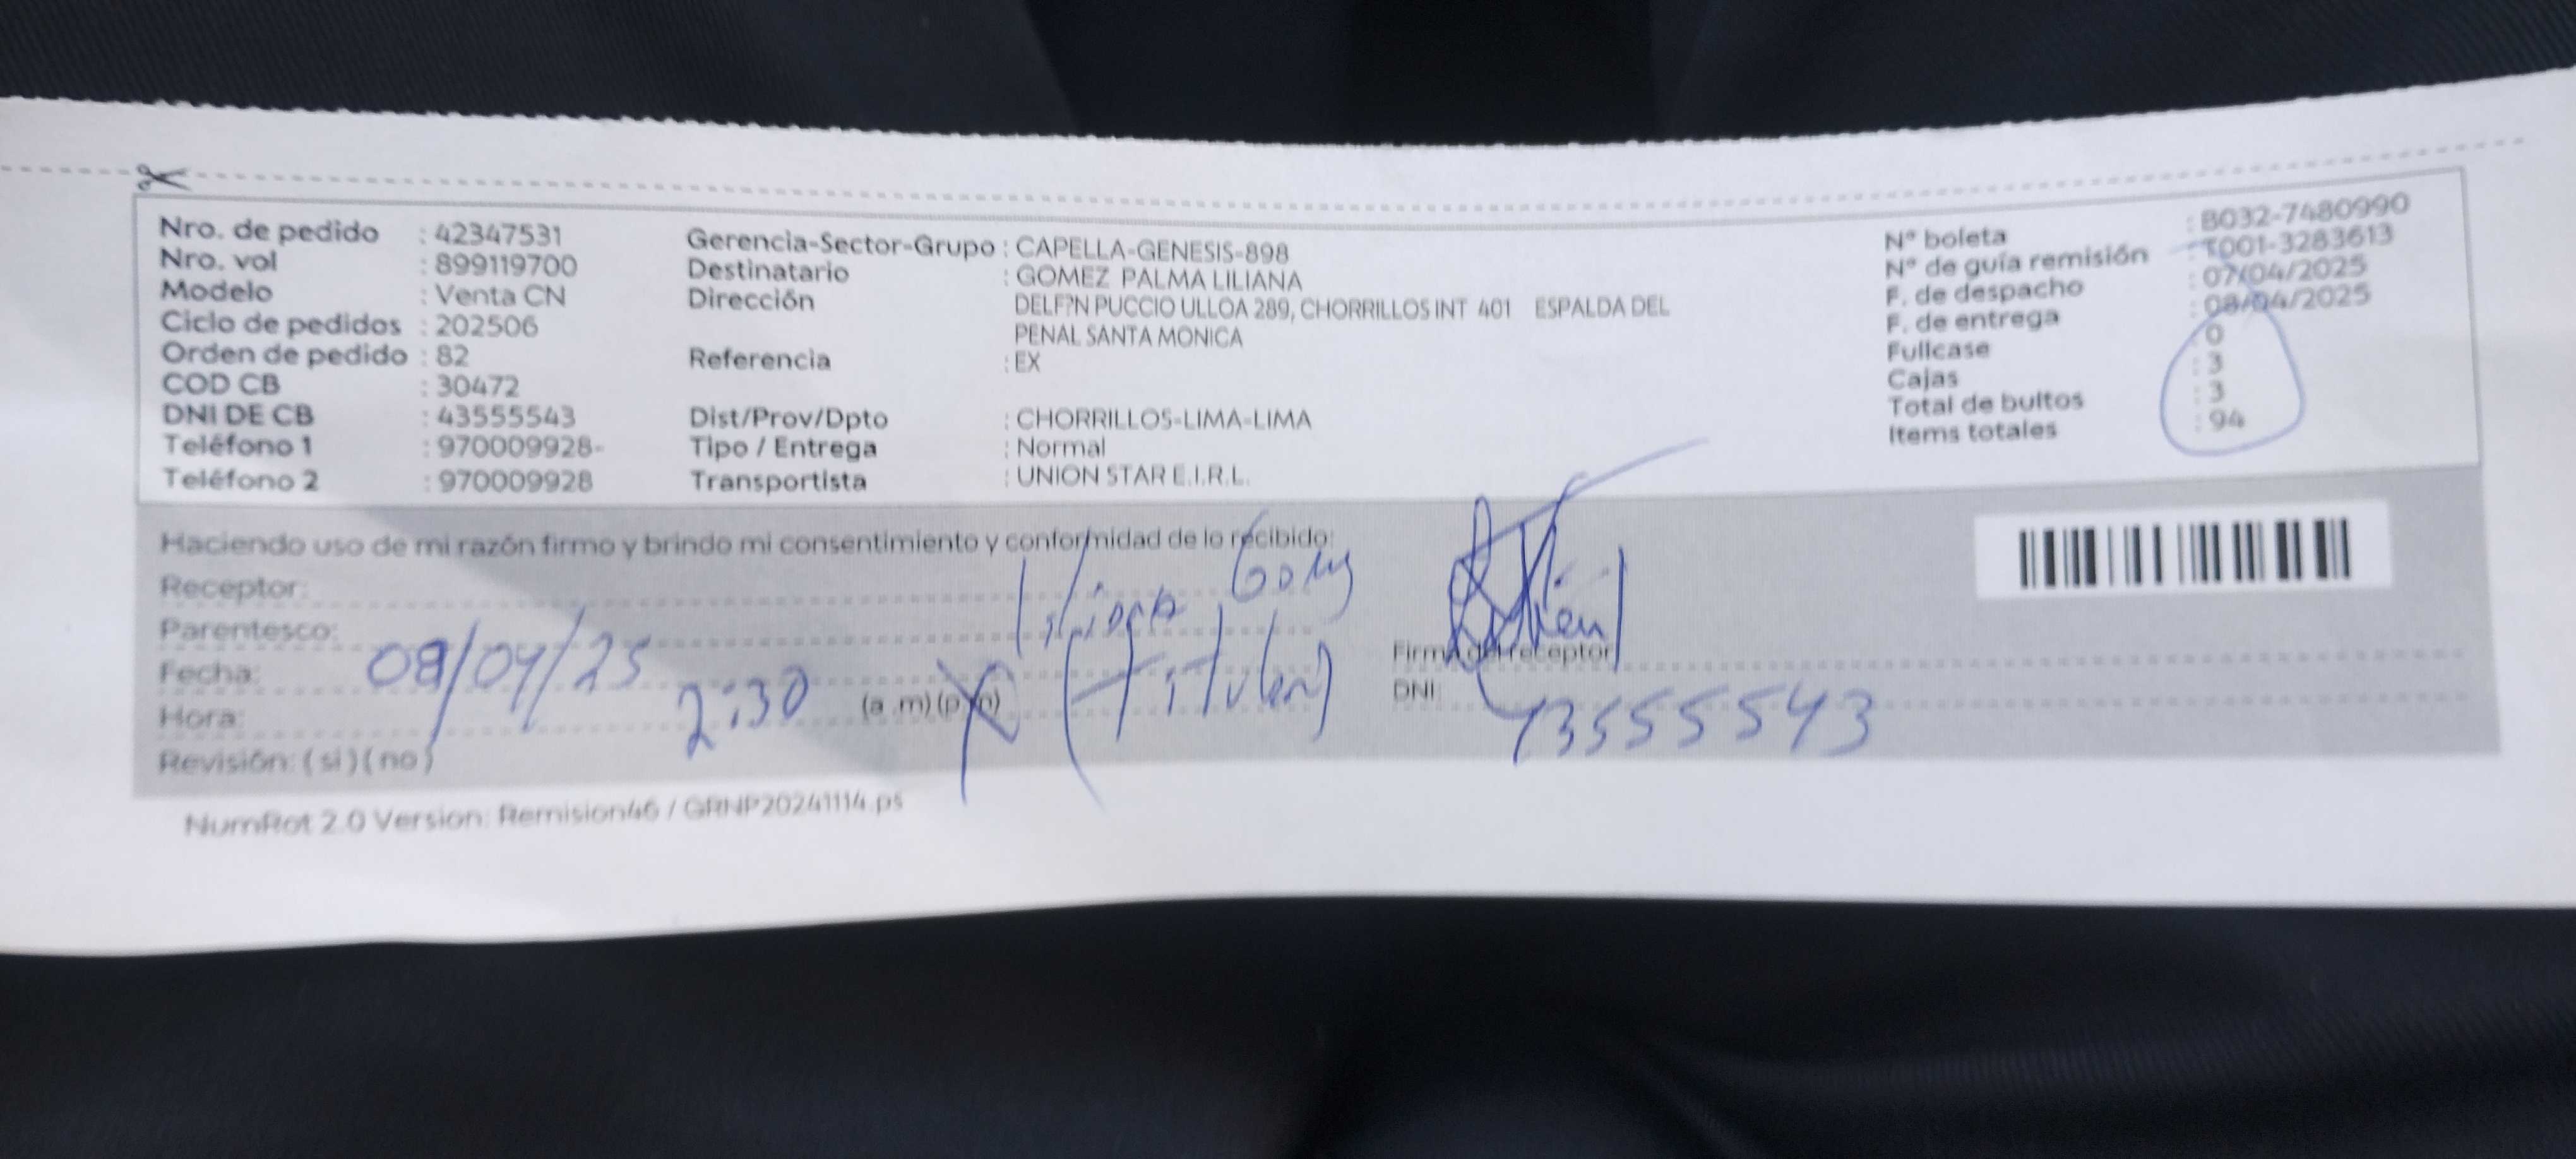 Nro. de pedido : 42347531
Nro. vol : 899119700
Modelo : Venta CN
Ciclo de pedidos : 202506
Orden de pedido : 82
COD CB : 30472
DNI DE CB : 43555543
Teléfono 1 : 970009928-
Teléfono 2 : 970009928
Gerencia-Sector-Grupo : CAPELLA-GENESIS-898
Destinatario : GOMEZ PALMA LILIANA
Dirección DELF?N PUCCIO ULLOA 289, CHORRILLOS INT 401 ESPALDA DEL
PENAL SANTA MONICA
Referencia : EX
Dist/Prov/Dpto : CHORRILLOS-LIMA-LIMA
Tipo / Entrega : Normal
Transportista : UNION STAR E.I.R.L.
N° boleta : B032-7480990
N° de guía remisión : T001-3283613
F. de despacho : 07/04/2025
F. de entrega : 08/04/2025
Fullcase : 0
Cajas : 3
Total de bultos : 3
Items totales : 94
Haciendo uso de mi razón firmo y brindo mi consentimiento y conformidad de lo recibido:
Receptor:
Parentesco: (Titular)
Fecha: 08/04/25
Hora: 2:30 (a .m) (p .m)
Revisión: ( si ) ( no )
Firma del receptor
DNI: 43555543
NumRot 2.0 Version: Remision46 / GRNP20241114.ps